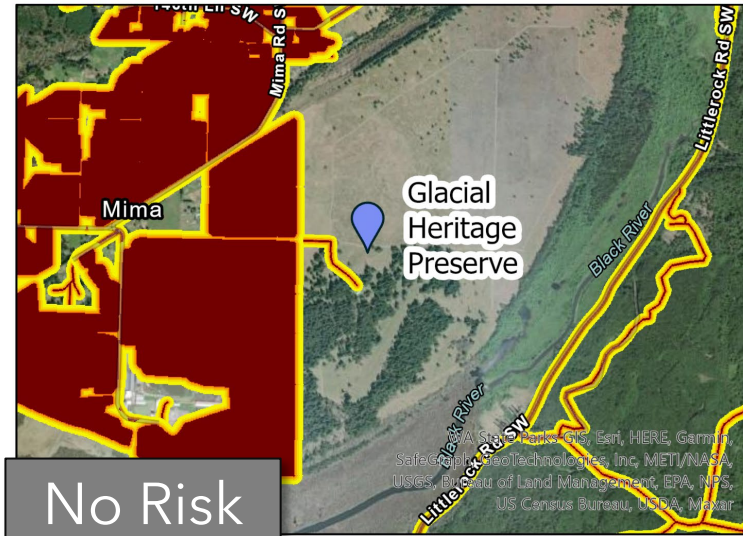 140th Ln SW
Mima Rd S
Littlerock Rd SW
Mima
Glacial
Heritage
Preserve
Black River
Black River
Littlerock Rd SW
WA State Parks GIS, Esri, HERE, Garmin,
SafeGraph, GeoTechnologies, Inc, METI/NASA,
USGS, Bureau of Land Management, EPA, NPS,
US Census Bureau, USDA, Maxar
No Risk